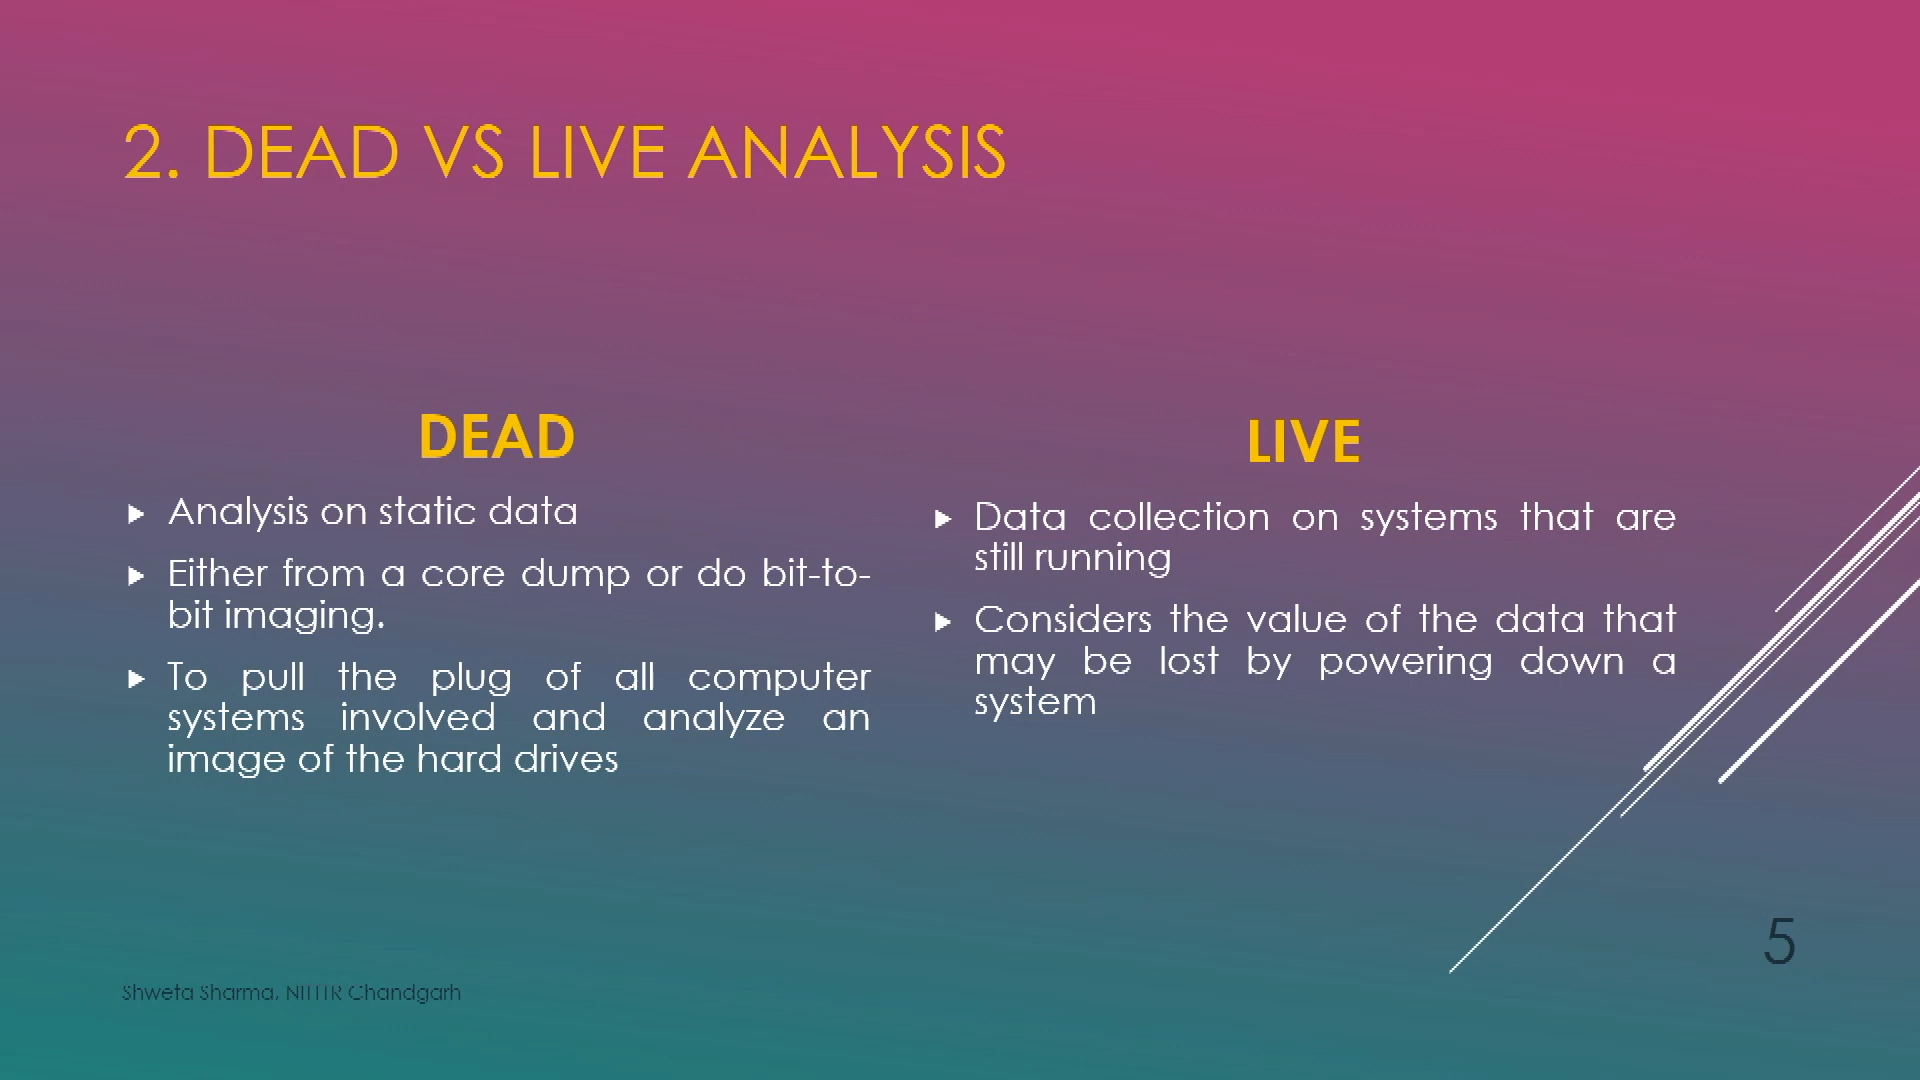 2. DEAD VS LIVE ANALYSIS
DEAD
Analysis on static data
Either from a core dump or do bit-to-
bit imaging.
To pull the plug of all computer
systems involved and analyze an
image of the hard drives
LIVE
Data collection on systems that are
still running
Considers the value of the data that
may be lost by powering down a
system
5
Shweta Sharma, NITTTR Chandgarh